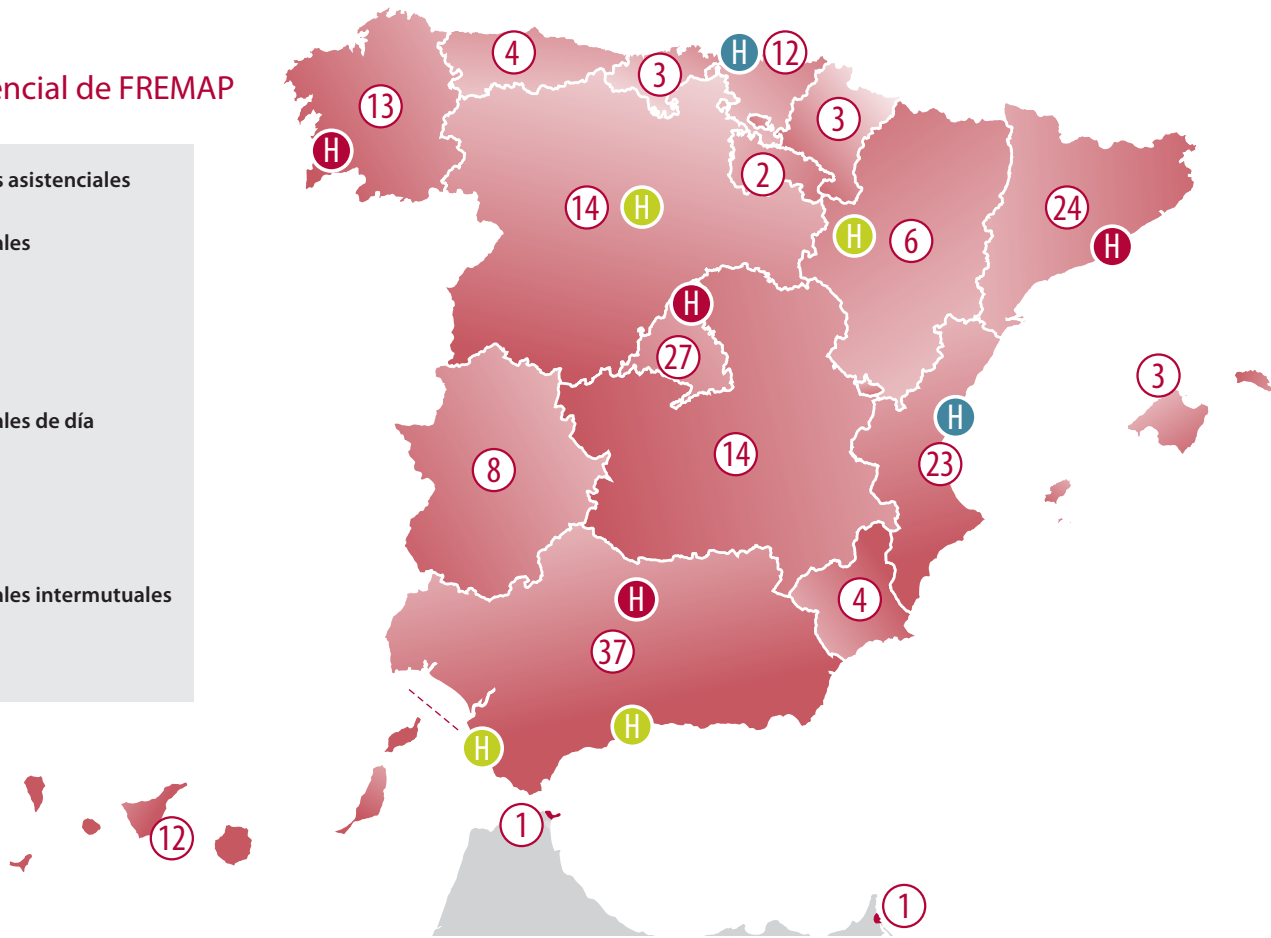 encial de FREMAP
s asistenciales
ales
ales de día
ales intermutuales
4
3
H 12
13
3
H
2
14 H
24
H 6
H
H
27
3
H
14
23
8
H
4
37
H
H
1
12
1